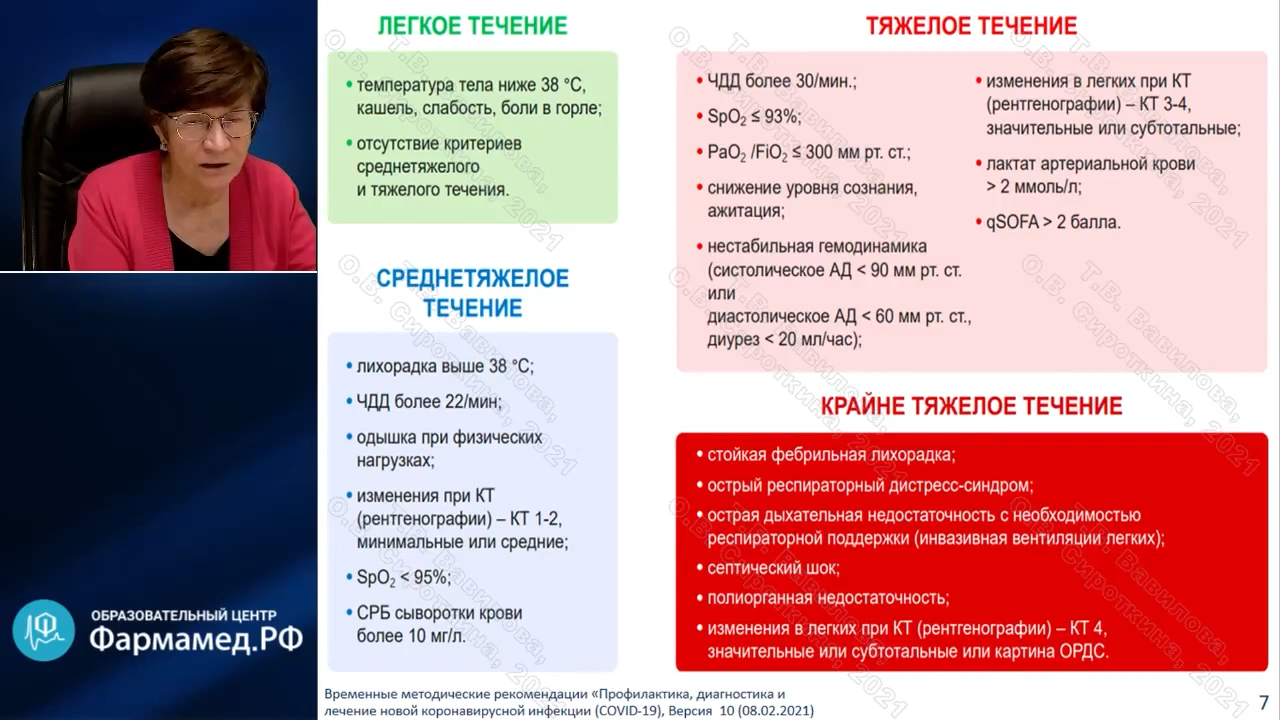 ЛЕГКОЕ ТЕЧЕНИЕ
• температура тела ниже 38 °C,
кашель, слабость, боли в горле;
• отсутствие критериев
среднетяжелого
и тяжелого течения.
СРЕДНЕТЯЖЕЛОЕ
ТЕЧЕНИЕ
• лихорадка выше 38 °C;
• ЧДД более 22/мин;
• одышка при физических
нагрузках;
• изменения при КТ
(рентгенографии) – КТ 1-2,
минимальные или средние;
• SpO₂ < 95%;
• СРБ сыворотки крови
более 10 мг/л.
ТЯЖЕЛОЕ ТЕЧЕНИЕ
• ЧДД более 30/мин.;
• SpO₂ ≤ 93%;
• PaO₂ /FiO₂ ≤ 300 мм рт. ст.;
• снижение уровня сознания,
ажитация;
• нестабильная гемодинамика
(систолическое АД < 90 мм рт. ст.
или
диастолическое АД < 60 мм рт. ст.,
диурез < 20 мл/час);
• изменения в легких при КТ
(рентгенографии) – КТ 3-4,
значительные или субтотальные;
• лактат артериальной крови
> 2 ммоль/л;
• qSOFA > 2 балла.
КРАЙНЕ ТЯЖЕЛОЕ ТЕЧЕНИЕ
• стойкая фебрильная лихорадка;
• острый респираторный дистресс-синдром;
• острая дыхательная недостаточность с необходимостью
респираторной поддержки (инвазивная вентиляции легких);
• септический шок;
• полиорганная недостаточность;
• изменения в легких при КТ (рентгенографии) – КТ 4,
значительные или субтотальные или картина ОРДС.
ОБРАЗОВАТЕЛЬНЫЙ ЦЕНТР
Фармамед.РФ
Временные методические рекомендации «Профилактика, диагностика и
лечение новой коронавирусной инфекции (COVID-19), Версия 10 (08.02.2021)
7
Т.В. Вавилова,
О.В. Сироткина, 2021